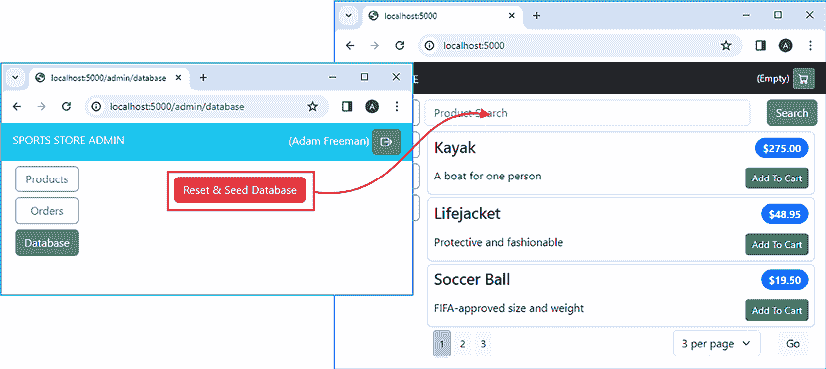 localhost:5000
localhost:5000
E
(Empty)
Product Search
Search
Kayak
$275.00
A boat for one person
Add To Cart
Lifejacket
$48.95
Protective and fashionable
Add To Cart
Soccer Ball
$19.50
FIFA-approved size and weight
Add To Cart
1 2 3
3 per page
Go
localhost:5000/admin/database
localhost:5000/admin/database
A
A
SPORTS STORE ADMIN
(Adam Freeman)
Products
Reset & Seed Database
Orders
Database